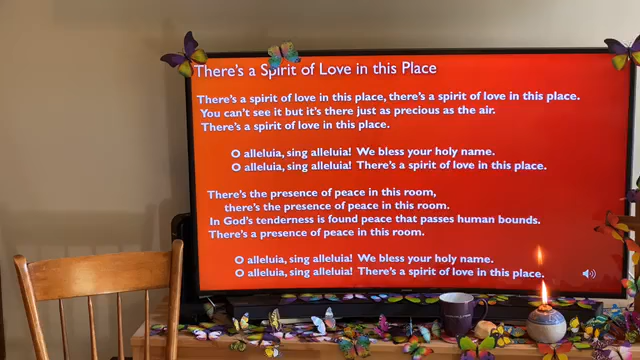 There's a Spirit of Love in this Place
There's a spirit of love in this place, there's a spirit of love in this place.
You can't see it but it's there just as precious as the air.
There's a spirit of love in this place.
O alleluia, sing alleluia! We bless your holy name.
O alleluia, sing alleluia! There's a spirit of love in this place.
There's the presence of peace in this room,
there's the presence of peace in this room.
In God's tenderness is found peace that passes human bounds.
There's a presence of peace in this room.
O alleluia, sing alleluia! We bless your holy name.
O alleluia, sing alleluia! There's a spirit of love in this place.